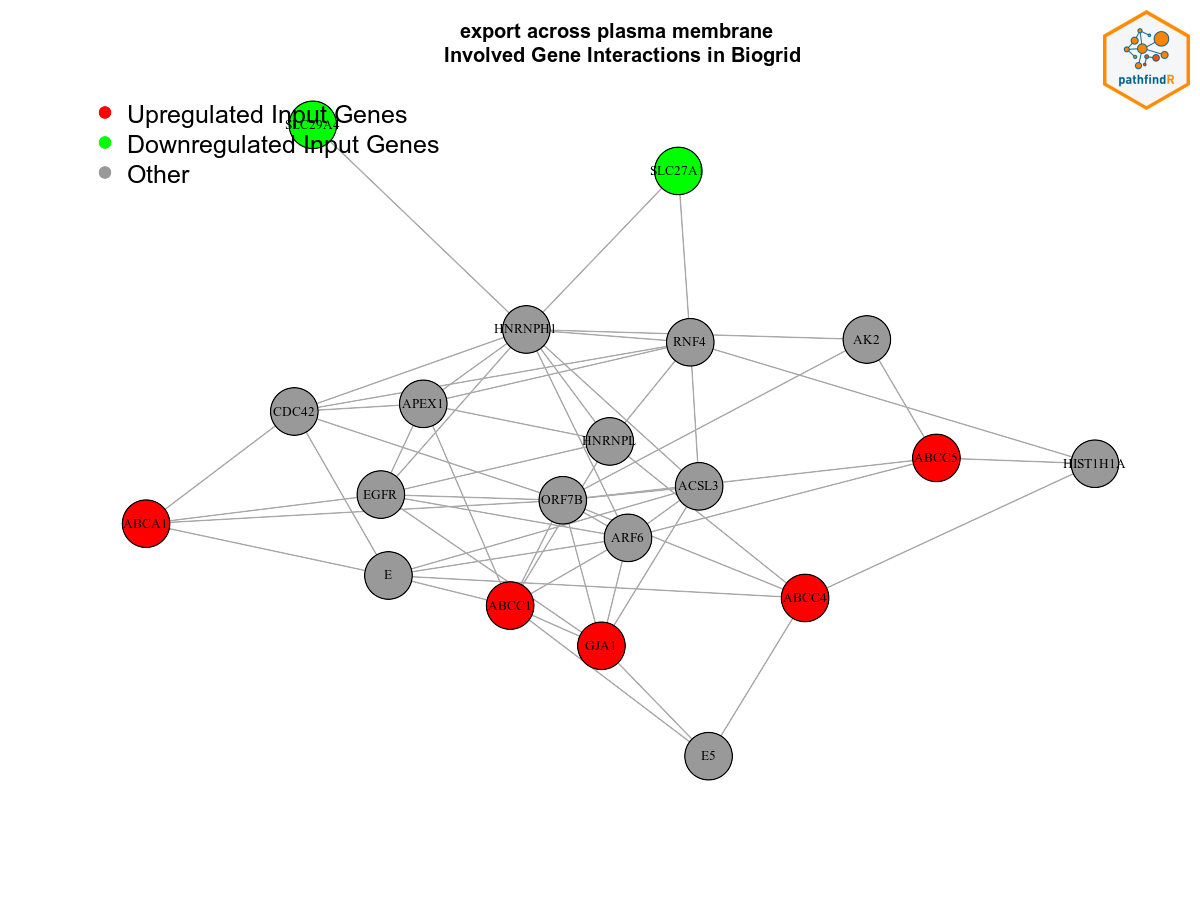 export across plasma membrane
Involved Gene Interactions in Biogrid
pathfindR
Upregulated Input Genes
Downregulated Input Genes
Other
SLC29A4
SLC27A
HNRNPH1
RNF4
AK2
CDC42
APEX1
HNRNPL
ABCC5
HIST1H1A
EGFR
ORF7B
ACSL3
ABCA1
ARF6
E
ABCC1
ABCC4
GJA1
E5